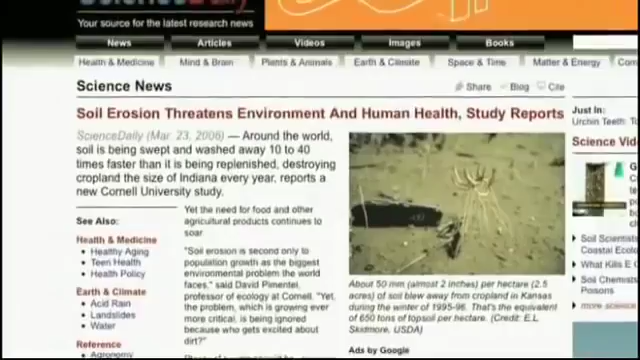 Your source for the latest research news
News Articles Videos Images Books
Health & Medicine Mind & Brain Plants & Animals Earth & Climate Space & Time Matter & Energy
Science News
Share Blog Cite
Soil Erosion Threatens Environment And Human Health, Study Reports
ScienceDaily (Mar. 23, 2006) — Around the world,
soil is being swept and washed away 10 to 40
times faster than it is being replenished, destroying
cropland the size of Indiana every year, reports a
new Cornell University study.
See Also:
Health & Medicine
Healthy Aging
Teen Health
Health Policy
Earth & Climate
Acid Rain
Landslides
Water
Reference
Agronomy
Yet the need for food and other
agricultural products continues to
soar
"Soil erosion is second only to
population growth as the biggest
environmental problem the world
faces," said David Pimentel,
professor of ecology at Cornell. "Yet,
the problem, which is growing ever
more critical, is being ignored
because who gets excited about
dirt?"
About 50 mm (almost 2 inches) per hectare (2.5
acres) of soil blew away from cropland in Kansas
during the winter of 1995-96. That's the equivalent
of 650 tons of topsoil per hectare. (Credit: E.L
Skidmore, USDA)
Ads by Google
Just In:
Urchin Teeth:
Science Vid
Soil Scientis
Coastal Ecol
What Kills E
Soil Chemists
Poisons
more science